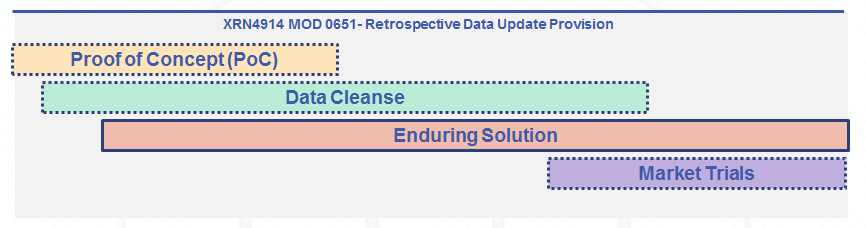 XRN4914 MOD 0651- Retrospective Data Update Provision
Proof of Concept (PoC)
Data Cleanse
Enduring Solution
Market Trials